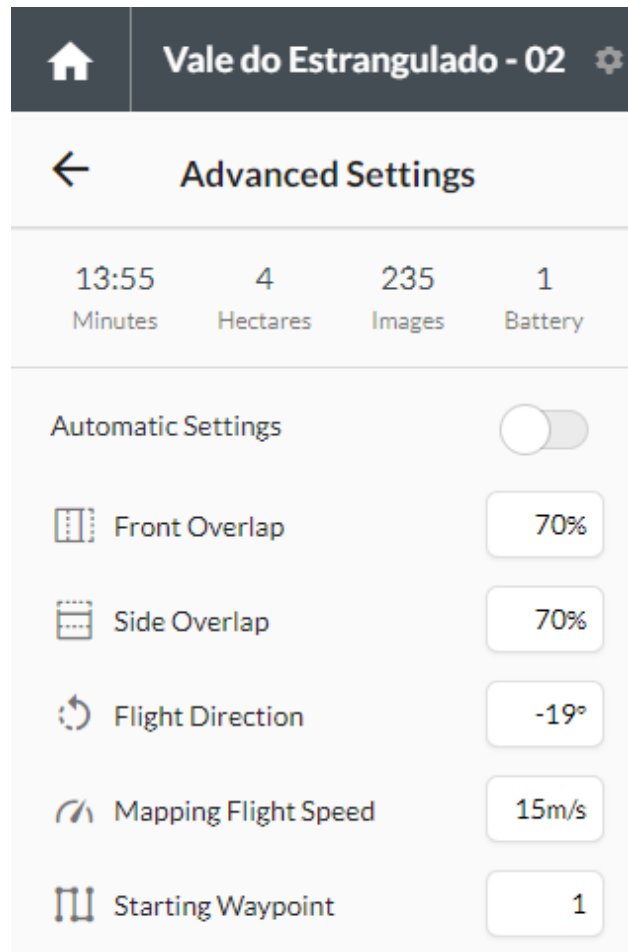 Vale do Estrangulado - 02
Advanced Settings
13:55 4 235 1
Minutes Hectares Images Battery
Automatic Settings
Front Overlap 70%
Side Overlap 70%
Flight Direction -19°
Mapping Flight Speed 15m/s
Starting Waypoint 1